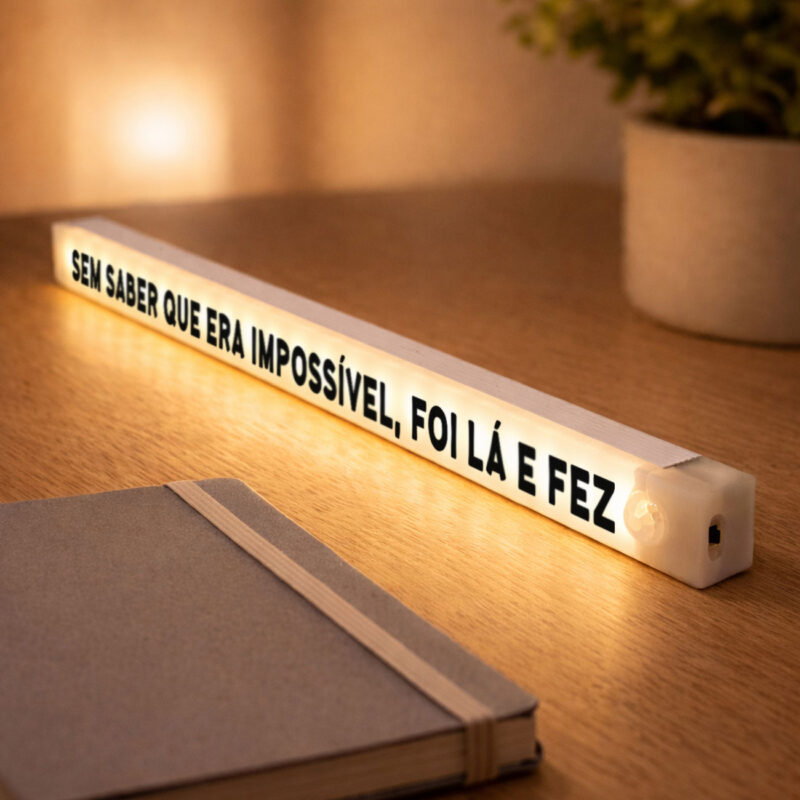 SEM SABER QUE ERA IMPOSSÍVEL, FOI LÁ E FEZ